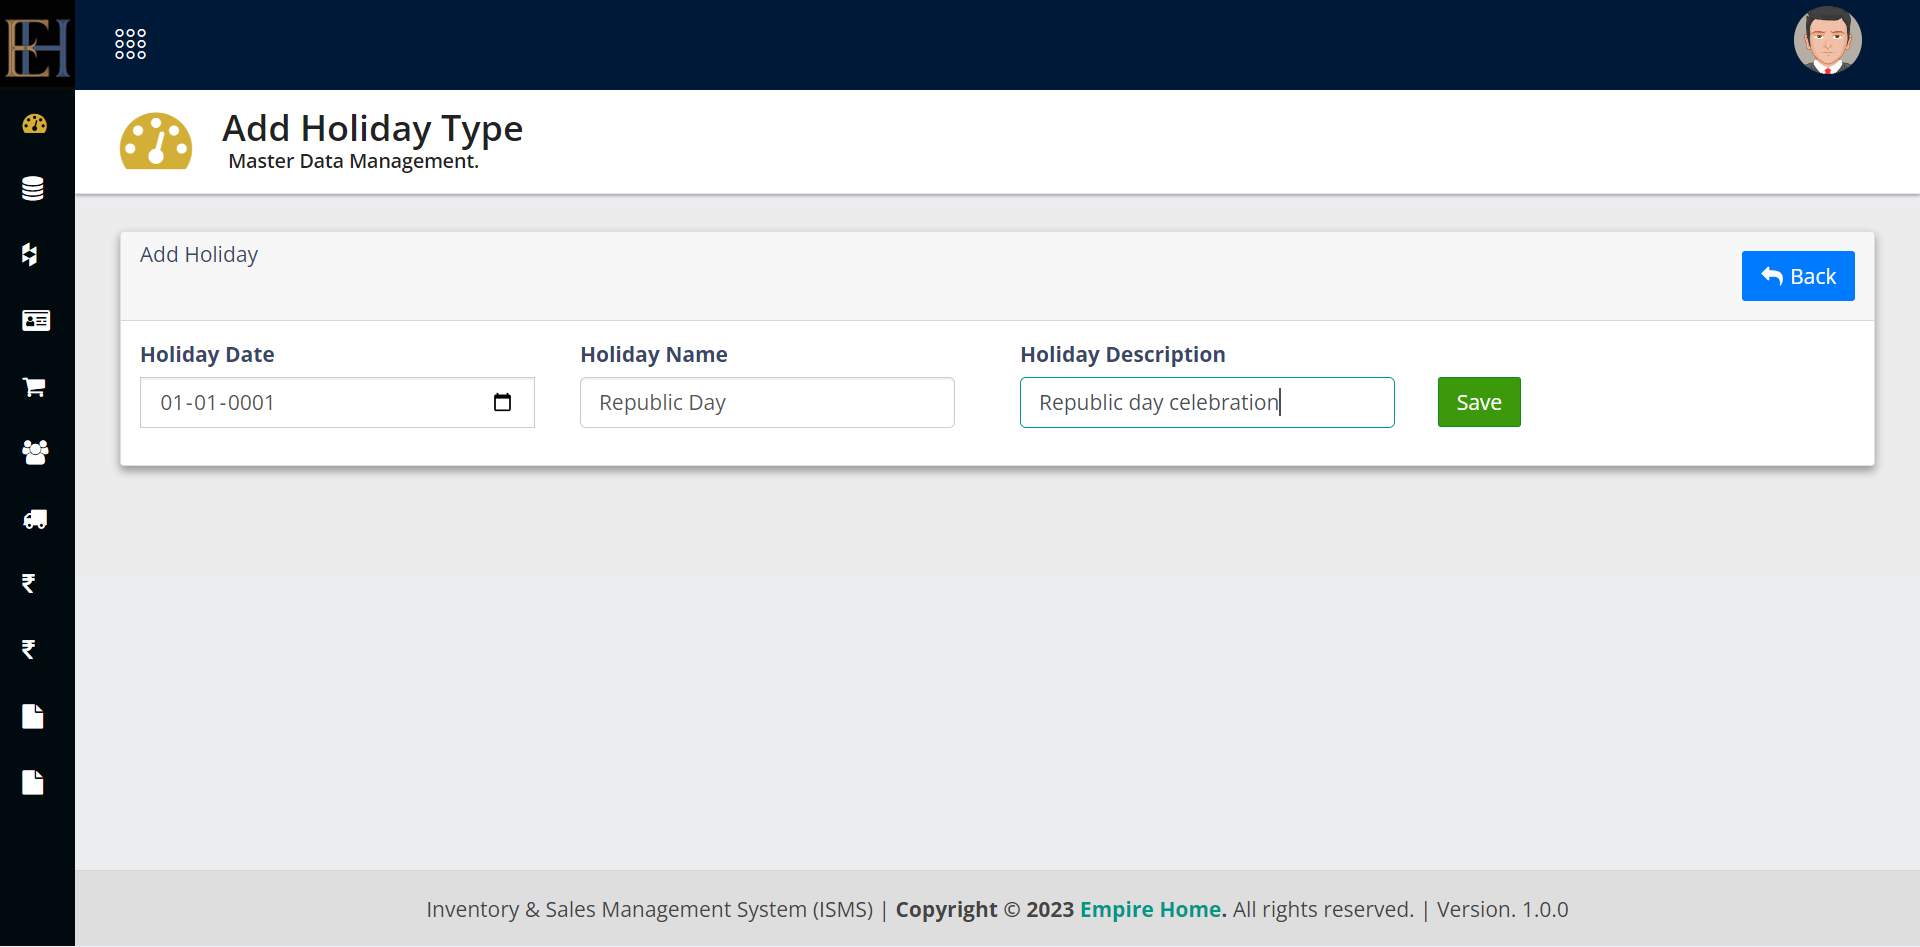 EH
Add Holiday Type
Master Data Management.
Add Holiday
Back
Holiday Date
Holiday Name
Holiday Description
01-01-0001
Republic Day
Republic day celebration
Save
Inventory & Sales Management System (ISMS) | Copyright © 2023 Empire Home. All rights reserved. | Version. 1.0.0